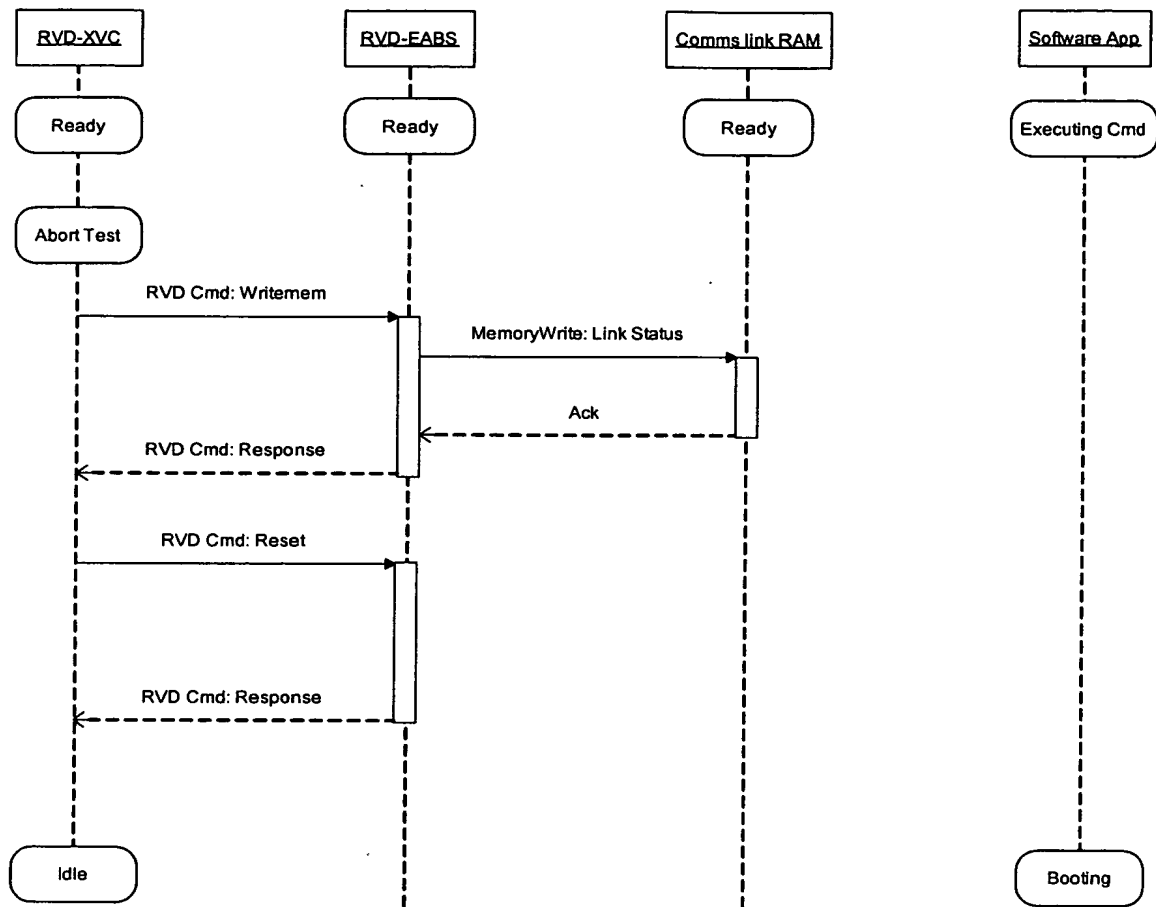 RVD-XVC
RVD-EABS
Comms link RAM
Software App
Ready
Ready
Ready
Executing Cmd
Abort Test
RVD Cmd: Writemem
MemoryWrite: Link Status
Ack
RVD Cmd: Response
RVD Cmd: Reset
RVD Cmd: Response
Idle
Booting